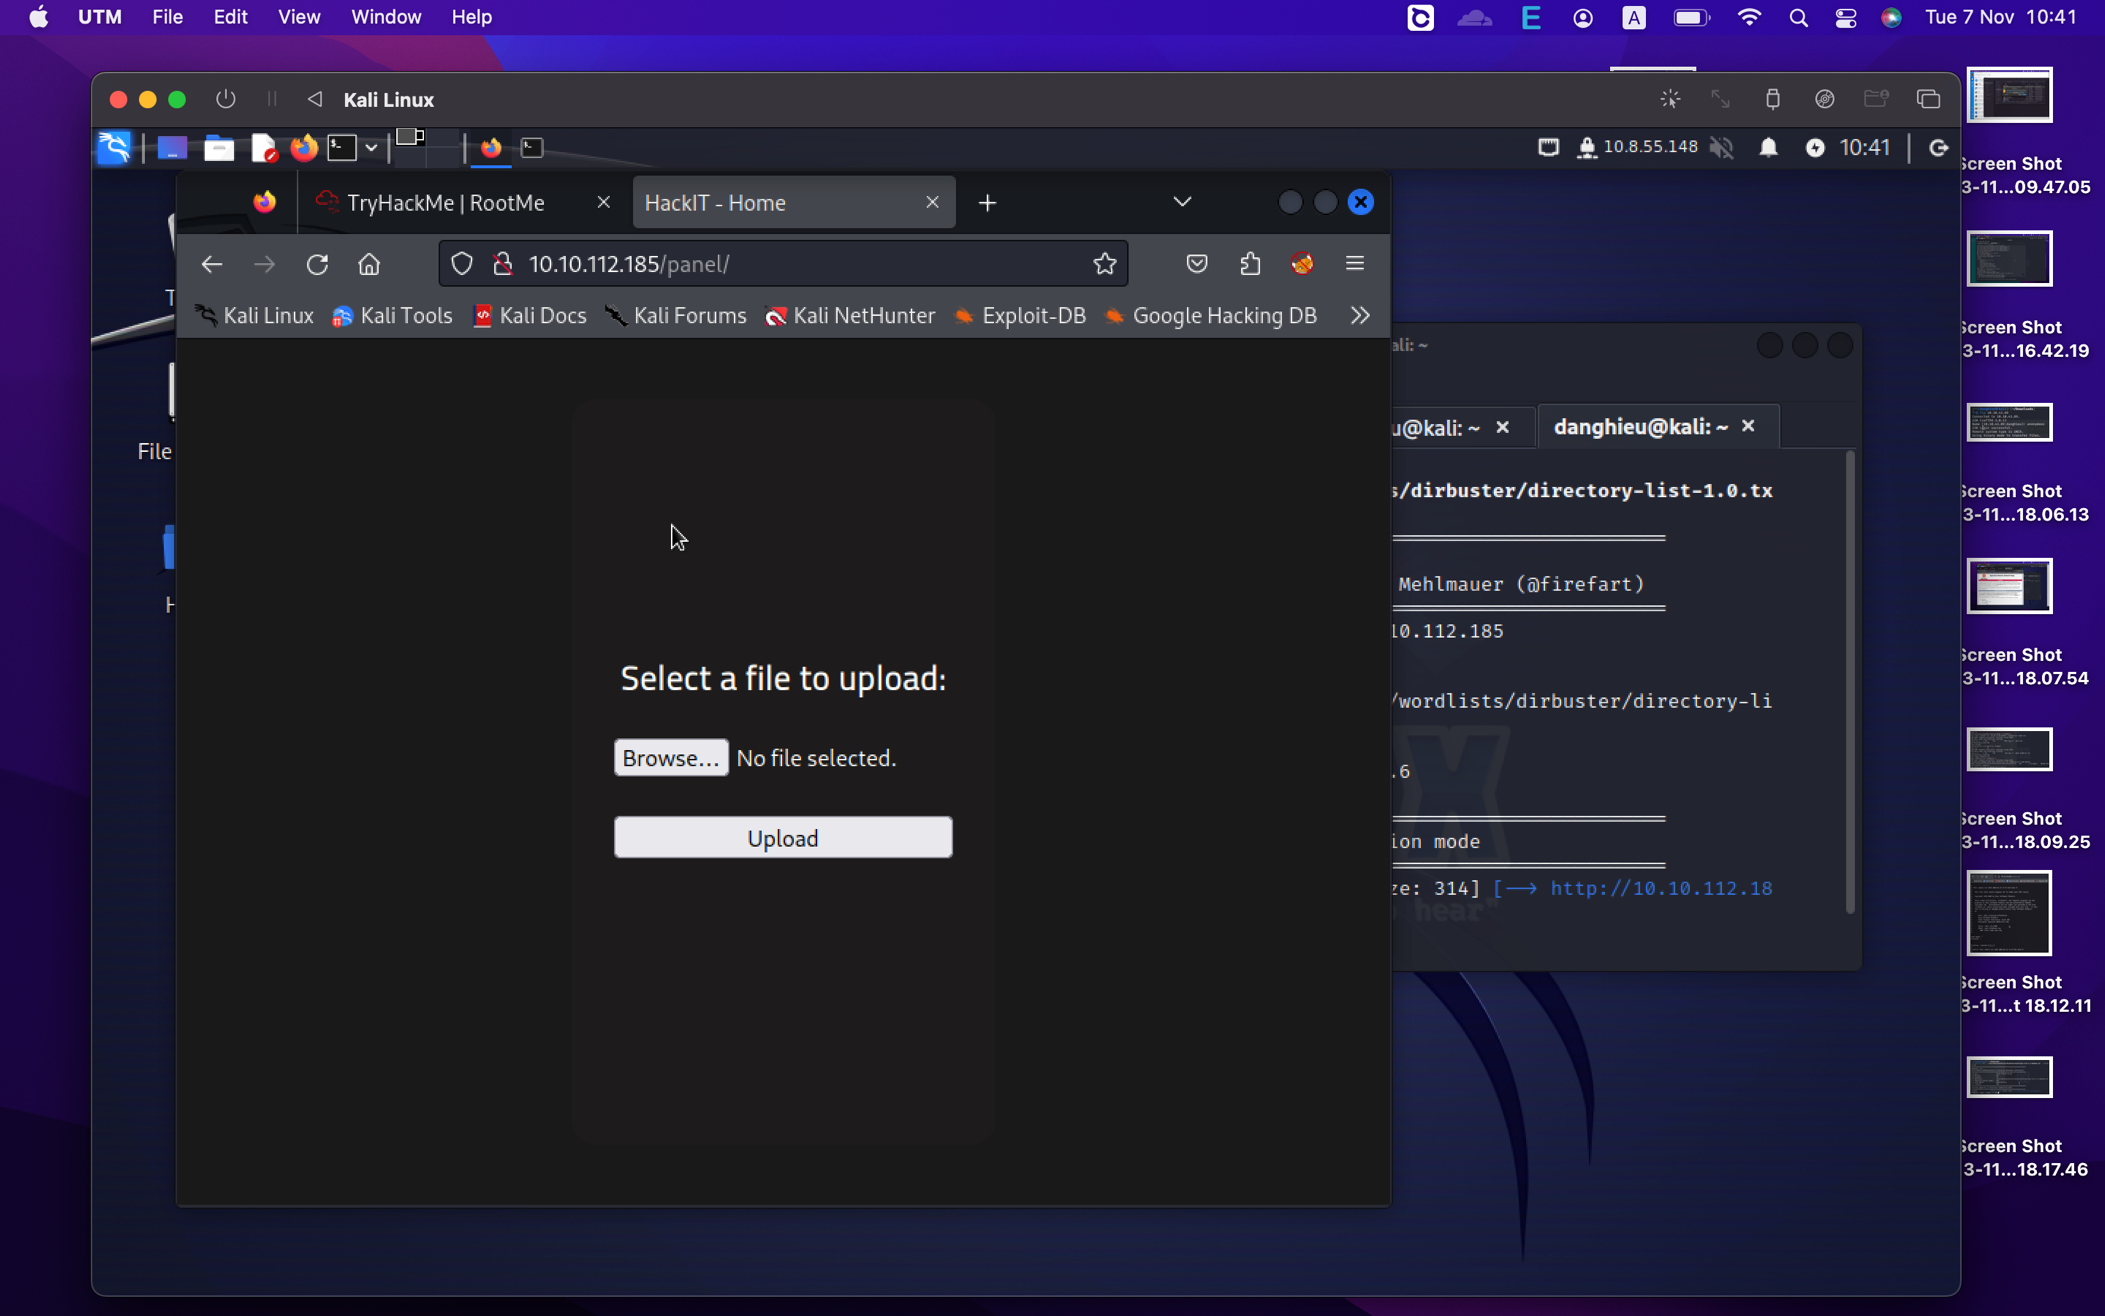 UTM File Edit View Window Help
E A Tue 7 Nov 10:41
Kali Linux
10.8.55.148 10:41
TryHackMe | RootMe
HackIT - Home
10.10.112.185/panel/
Kali Linux Kali Tools Kali Docs Kali Forums Kali NetHunter Exploit-DB Google Hacking DB
Select a file to upload:
Browse... No file selected.
Upload
File
H
ali: ~
u@kali: ~ danghieu@kali: ~
s/dirbuster/directory-list-1.0.tx
Mehlmauer (@firefart)
10.112.185
/wordlists/dirbuster/directory-li
.6
ion mode
ze: 314] [--> http://10.10.112.18
hear"
Screen Shot
3-11...09.47.05
Screen Shot
3-11...16.42.19
Screen Shot
3-11...18.06.13
Screen Shot
3-11...18.07.54
Screen Shot
3-11...18.09.25
Screen Shot
3-11...t 18.12.11
Screen Shot
3-11...18.17.46